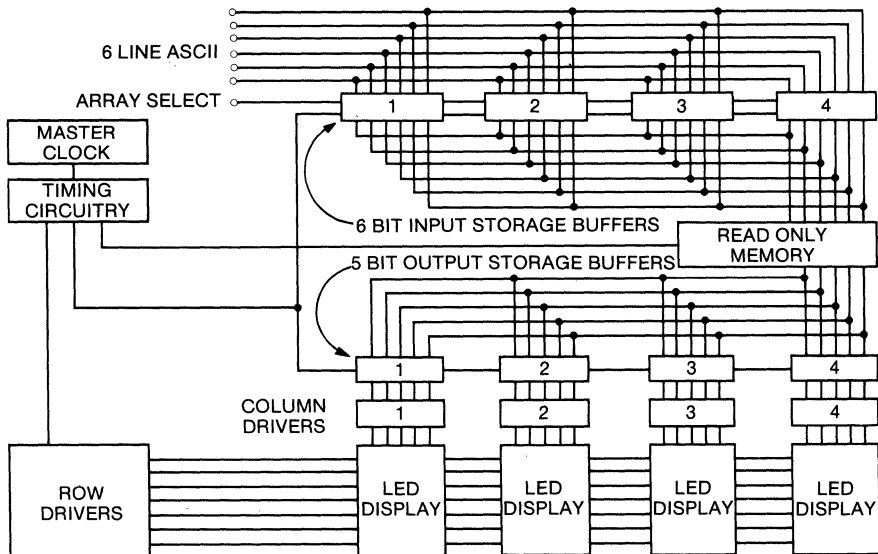 6 LINE ASCII
ARRAY SELECT
1 2 3 4
MASTER
CLOCK
TIMING
CIRCUITRY
6 BIT INPUT STORAGE BUFFERS
READ ONLY
MEMORY
5 BIT OUTPUT STORAGE BUFFERS
1 2 3 4
COLUMN
DRIVERS
1 2 3 4
ROW
DRIVERS
LED
DISPLAY
LED
DISPLAY
LED
DISPLAY
LED
DISPLAY